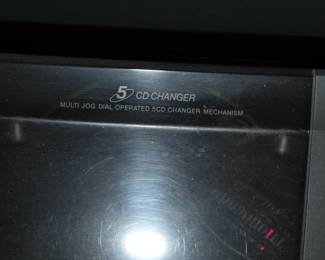 5 CD CHANGER
MULTI JOG DIAL OPERATED 5CD CHANGER MECHANISM